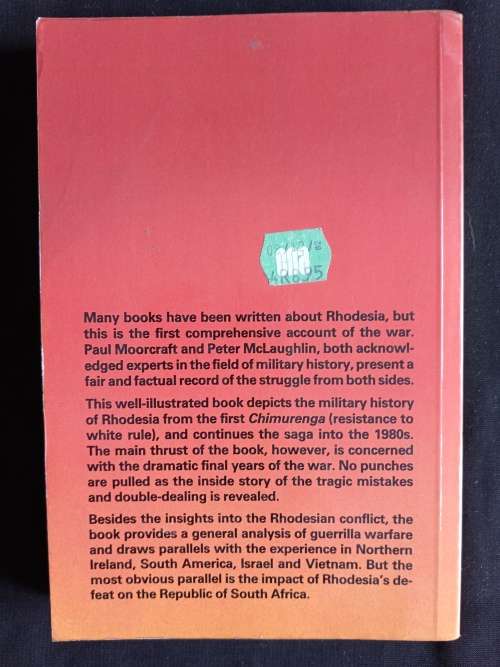 CNA
Many books have been written about Rhodesia, but
this is the first comprehensive account of the war.
Paul Moorcraft and Peter McLaughlin, both acknowl-
edged experts in the field of military history, present a
fair and factual record of the struggle from both sides.
This well-illustrated book depicts the military history
of Rhodesia from the first Chimurenga (resistance to
white rule), and continues the saga into the 1980s.
The main thrust of the book, however, is concerned
with the dramatic final years of the war. No punches
are pulled as the inside story of the tragic mistakes
and double-dealing is revealed.
Besides the insights into the Rhodesian conflict, the
book provides a general analysis of guerrilla warfare
and draws parallels with the experience in Northern
Ireland, South America, Israel and Vietnam. But the
most obvious parallel is the impact of Rhodesia's de-
feat on the Republic of South Africa.